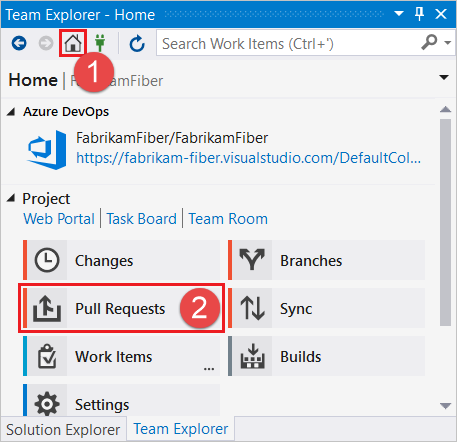 Team Explorer - Home
Search Work Items (Ctrl+')
1
Home | FabrikamFiber
Azure DevOps
FabrikamFiber/FabrikamFiber
https://fabrikam-fiber.visualstudio.com/DefaultCol...
Project
Web Portal | Task Board | Team Room
Changes
Branches
Pull Requests 2
Sync
Work Items ...
Builds
Settings
Solution Explorer Team Explorer